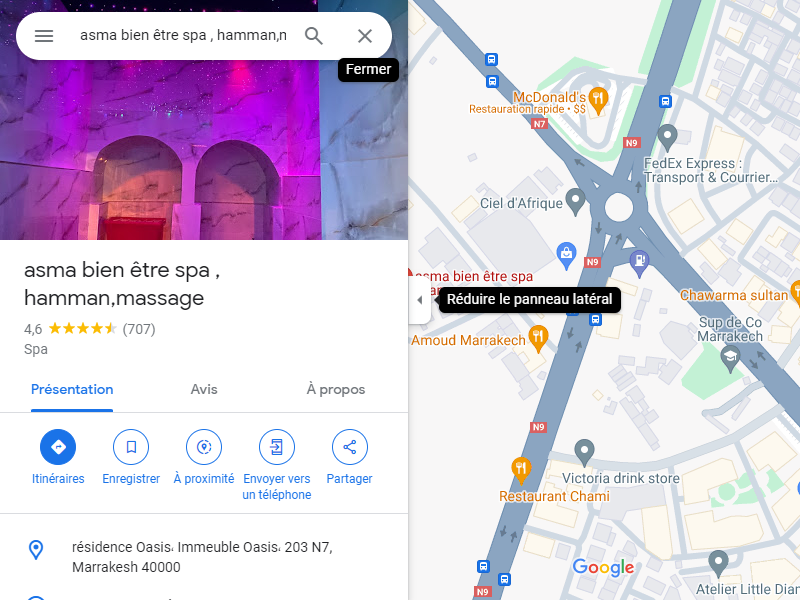 asma bien être spa , hamman,n
Fermer
asma bien être spa ,
hamman,massage
4,6
(707)
Spa
Présentation
Avis
À propos
Itinéraires
Enregistrer
À proximité
Envoyer vers
un téléphone
Partager
résidence Oasis، Immeuble Oasis، 203 N7,
Marrakesh 40000
McDonald's
Restauration rapide • $$
N7
N9
FedEx Express :
Transport & Courrier...
Ciel d'Afrique
N9
asma bien être spa
Réduire le panneau latéral
Chawarma sultan
Amoud Marrakech
Sup de Co
Marrakech
N9
Victoria drink store
Restaurant Chami
Google
N9
Atelier Little Diar